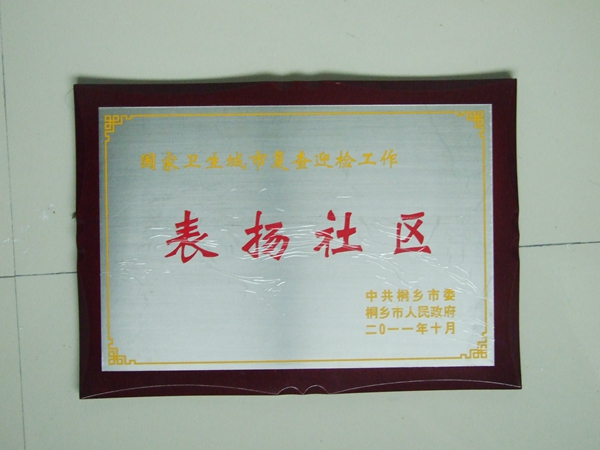 国家卫生城市复查迎检工作
表扬社区
中共桐乡市委
桐乡市人民政府
二0一一年十月